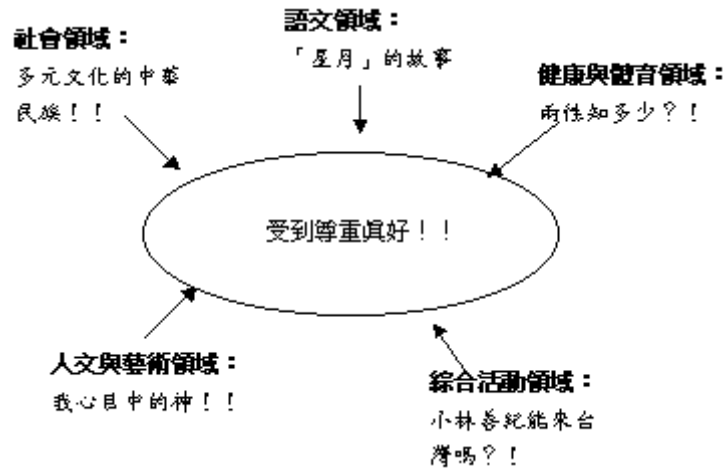 語文領域：
「星月」的故事
社會領域：
多元文化的中華
民族！！
健康與體育領域：
兩性知多少？！
受到尊重真好！！
人文與藝術領域：
我心目中的神！！
綜合活動領域：
小林善紀能來台
灣嗎？！